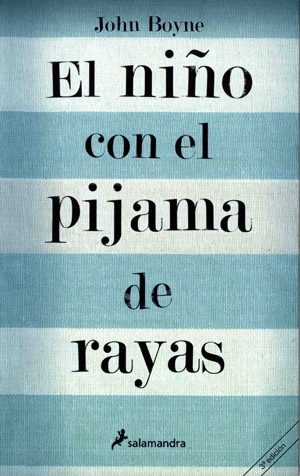 John Boyne
El niño
con el
pijama
de
rayas
3ª edición
salamandra